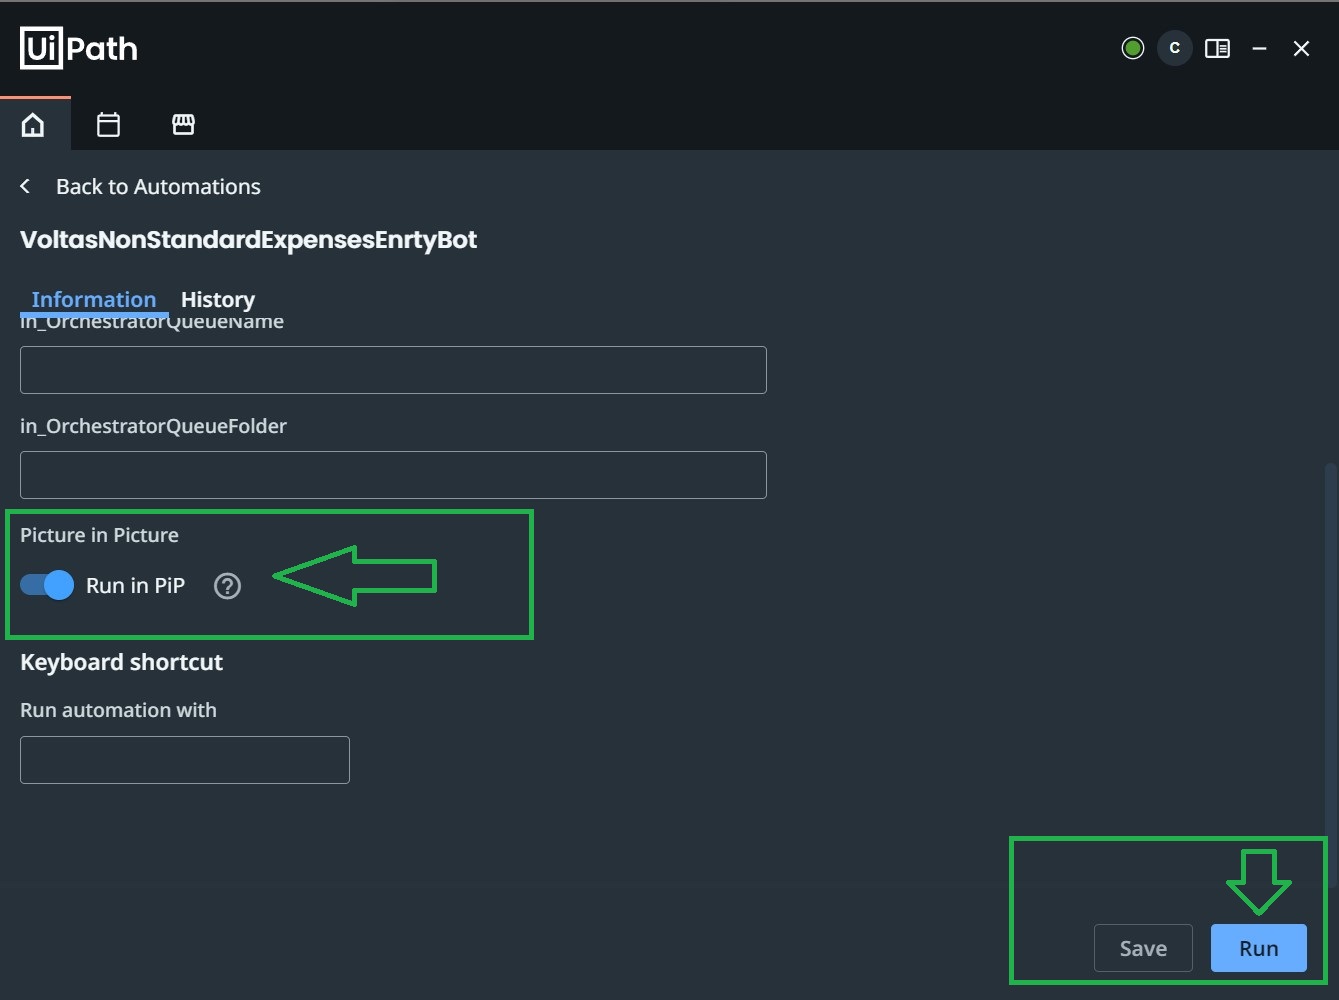 UiPath
C
Back to Automations
VoltasNonStandardExpensesEnrtyBot
Information History
in_OrchestratorQueueName
in_OrchestratorQueueFolder
Picture in Picture
Run in PiP ?
Keyboard shortcut
Run automation with
Save Run